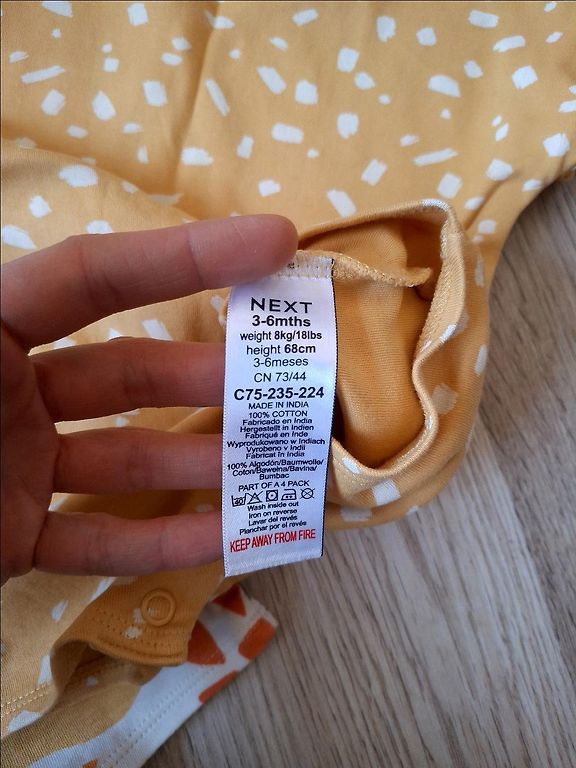 NEXT
3-6mths
weight 8kg/18lbs
height 68cm
3-6meses
CN 73/44
C75-235-224
MADE IN INDIA
100% COTTON
Fabricado en India
Hergestellt in Indien
Fabriqué en Inde
Wyprodukowano w Indiach
Vyrobeno v Indii
Fabricat în India
100% Algodón/Baumwolle/
Coton/Bawełna/Bavlna/
Bumbac
PART OF A 4 PACK
40
Wash inside out
Iron on reverse
Lavar del revés
Planchar por el revés
KEEP AWAY FROM FIRE